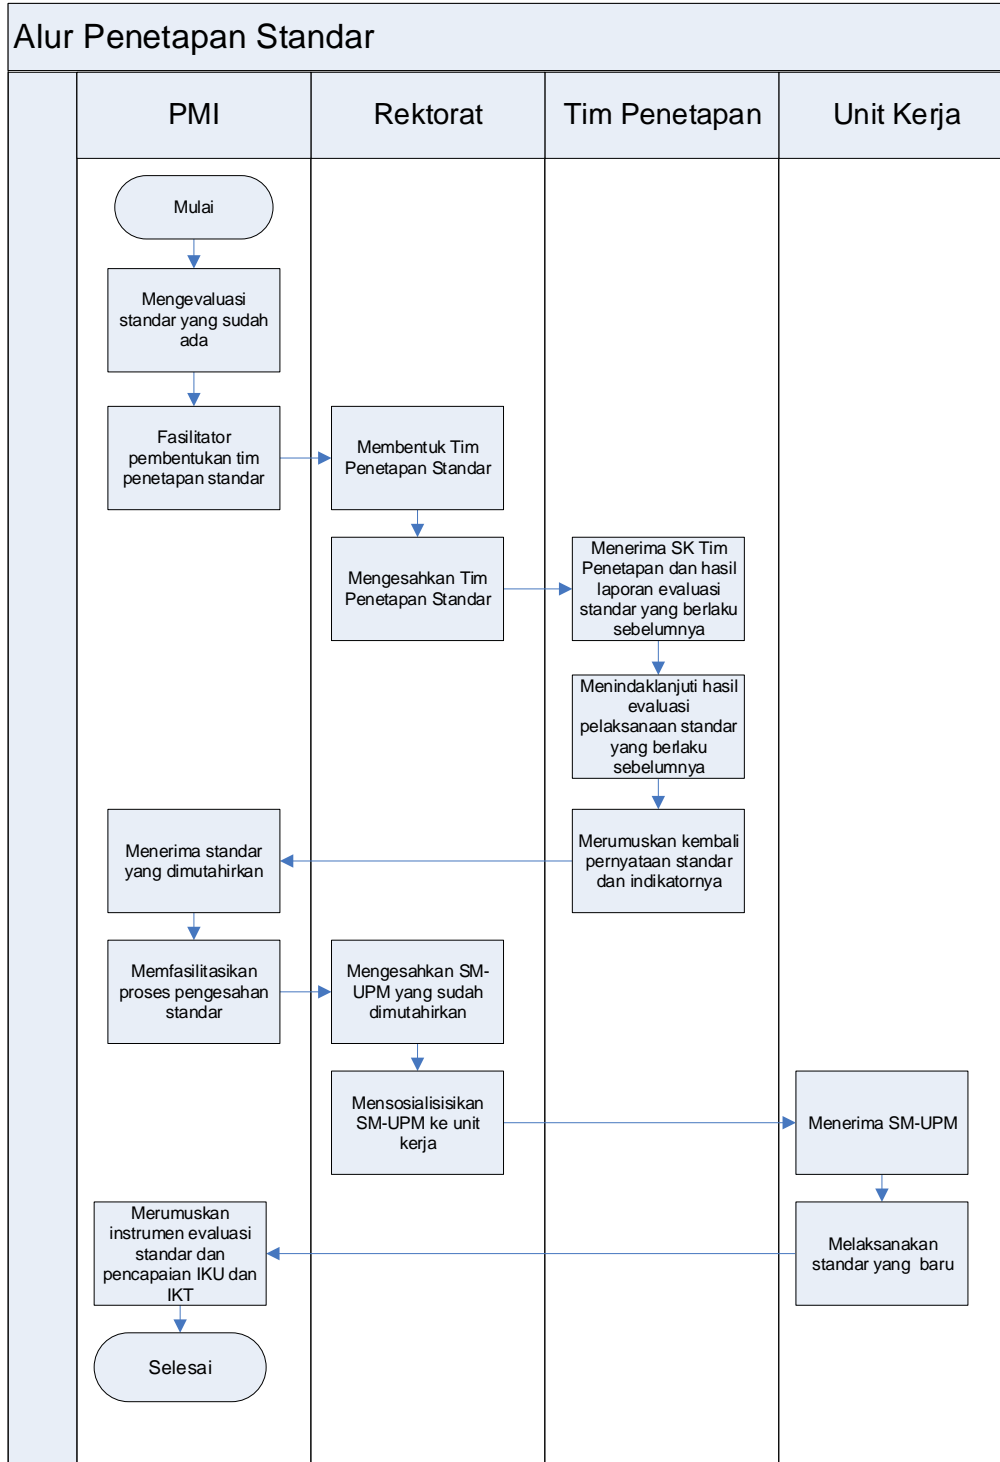 Alur Penetapan Standar
PMI
Rektorat
Tim Penetapan
Unit Kerja
Mulai
Mengevaluasi
standar yang sudah
ada
Fasilitator
pembentukan tim
penetapan standar
Membentuk Tim
Penetapan Standar
Mengesahkan Tim
Penetapan Standar
Menerima SK Tim
Penetapan dan hasil
laporan evaluasi
standar yang berlaku
sebelumnya
Menindaklanjuti hasil
evaluasi
pelaksanaan standar
yang berlaku
sebelumnya
Merumuskan kembali
pernyataan standar
dan indikatornya
Menerima standar
yang dimutahirkan
Memfasilitasikan
proses pengesahan
standar
Mengesahkan SM-
UPM yang sudah
dimutahirkan
Mensosialisisikan
SM-UPM ke unit
kerja
Menerima SM-UPM
Melaksanakan
standar yang  baru
Merumuskan
instrumen evaluasi
standar dan
pencapaian IKU dan
IKT
Selesai